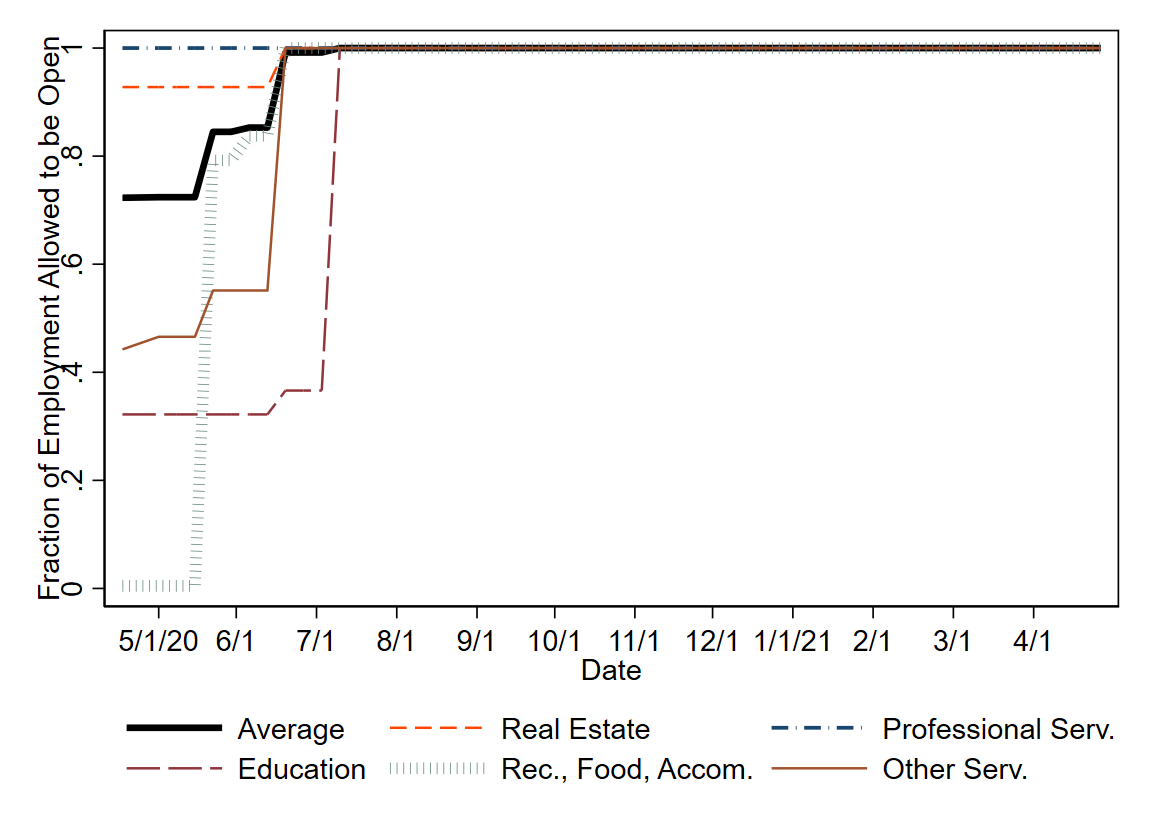 Fraction of Employment Allowed to be Open
1
.8
.6
.4
.2
0
5/1/20 6/1 7/1 8/1 9/1 10/1 11/1 12/1 1/1/21 2/1 3/1 4/1
Date
Average Real Estate Professional Serv.
Education Rec., Food, Accom. Other Serv.